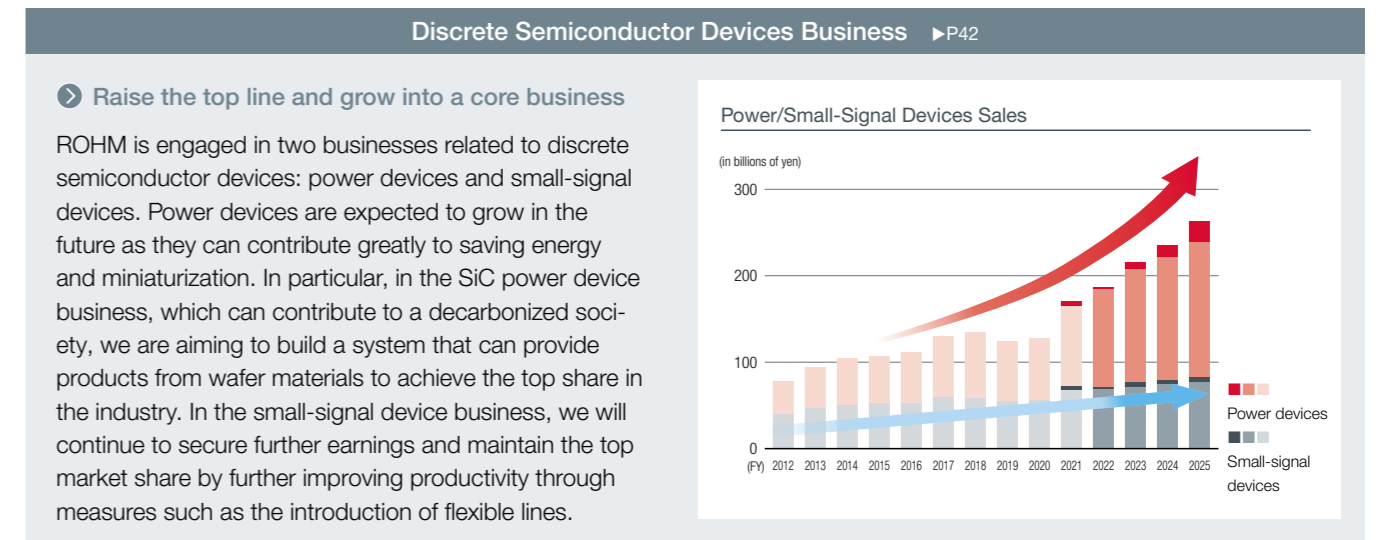 Discrete Semiconductor Devices Business ▶P42
Raise the top line and grow into a core business
ROHM is engaged in two businesses related to discrete
semiconductor devices: power devices and small-signal
devices. Power devices are expected to grow in the
future as they can contribute greatly to saving energy
and miniaturization. In particular, in the SiC power device
business, which can contribute to a decarbonized soci-
ety, we are aiming to build a system that can provide
products from wafer materials to achieve the top share in
the industry. In the small-signal device business, we will
continue to secure further earnings and maintain the top
market share by further improving productivity through
measures such as the introduction of flexible lines.
Power/Small-Signal Devices Sales
(in billions of yen)
300
200
100
0
(FY) 2012 2013 2014 2015 2016 2017 2018 2019 2020 2021 2022 2023 2024 2025
Power devices
Small-signal
devices